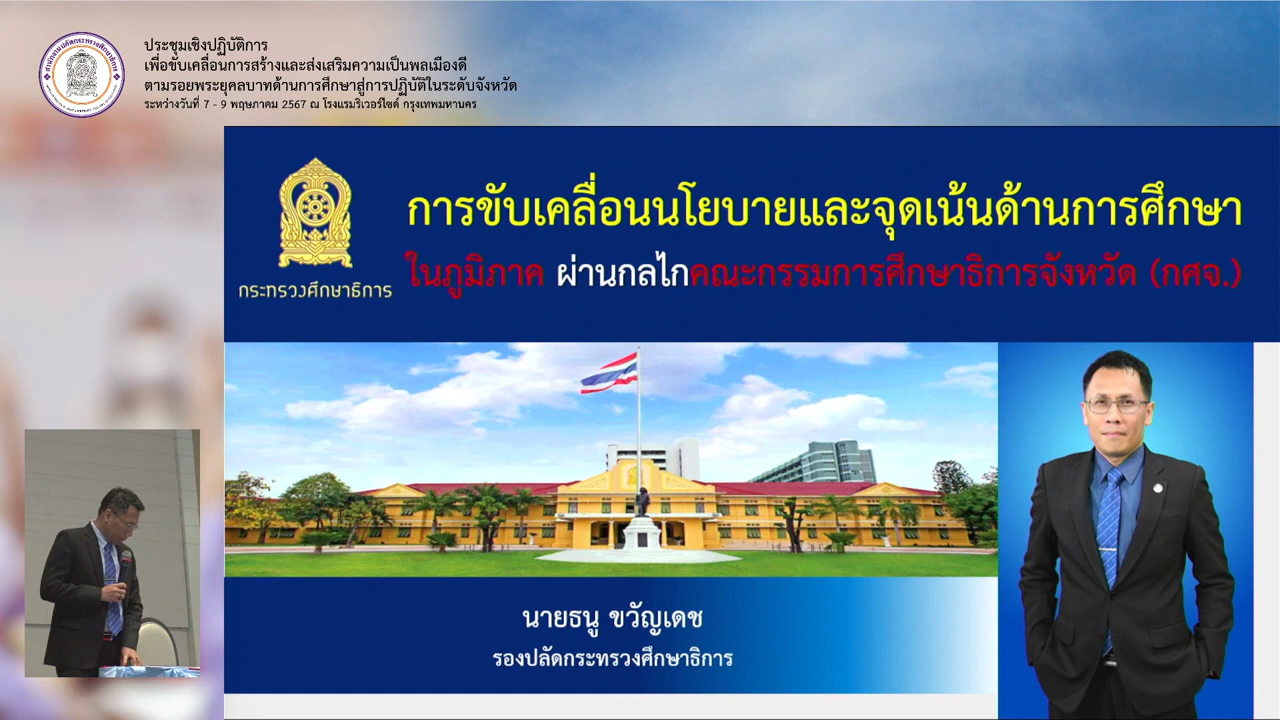 ประชุมเชิงปฏิบัติการ
เพื่อขับเคลื่อนการสร้างและส่งเสริมความเป็นพลเมืองดี
ตามรอยพระยุคลบาทด้านการศึกษาสู่การปฏิบัติในระดับจังหวัด
ระหว่างวันที่ 7 - 9 พฤษภาคม 2567 ณ โรงแรมริเวอร์ไซด์ กรุงเทพมหานคร
การขับเคลื่อนนโยบายและจุดเน้นด้านการศึกษา
ในภูมิภาค ผ่านกลไกคณะกรรมการศึกษาธิการจังหวัด (กศจ.)
กระทรวงศึกษาธิการ
นายธนู ขวัญเดช
รองปลัดกระทรวงศึกษาธิการ